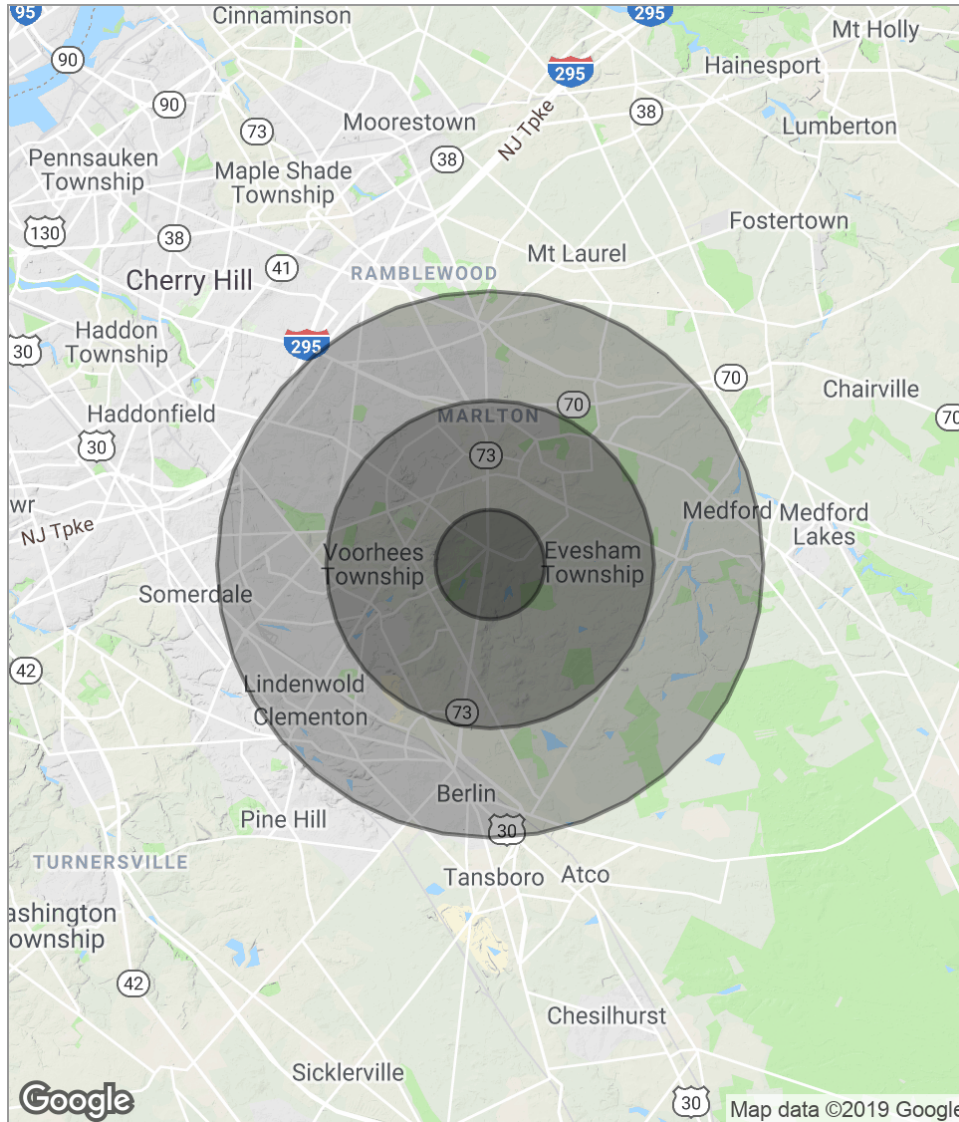 95
Cinnaminson
295
Mt Holly
90
295
Hainesport
90
38
73
Moorestown
NJ Tpke
Lumberton
38
Pennsauken
Township
Maple Shade
Township
130
38
Fostertown
41
Mt Laurel
Cherry Hill
RAMBLEWOOD
Haddon
Township
30
295
70
Chairville
Haddonfield
MARLTON
70
70
30
73
wr
NJ Tpke
Medford
Medford
Lakes
Voorhees
Township
Evesham
Township
Somerdale
42
Lindenwold
Clementon
73
Berlin
Pine Hill
30
TURNERSVILLE
Tansboro
Atco
ashington
ownship
42
Chesilhurst
Sicklerville
Google
30
Map data ©2019 Google